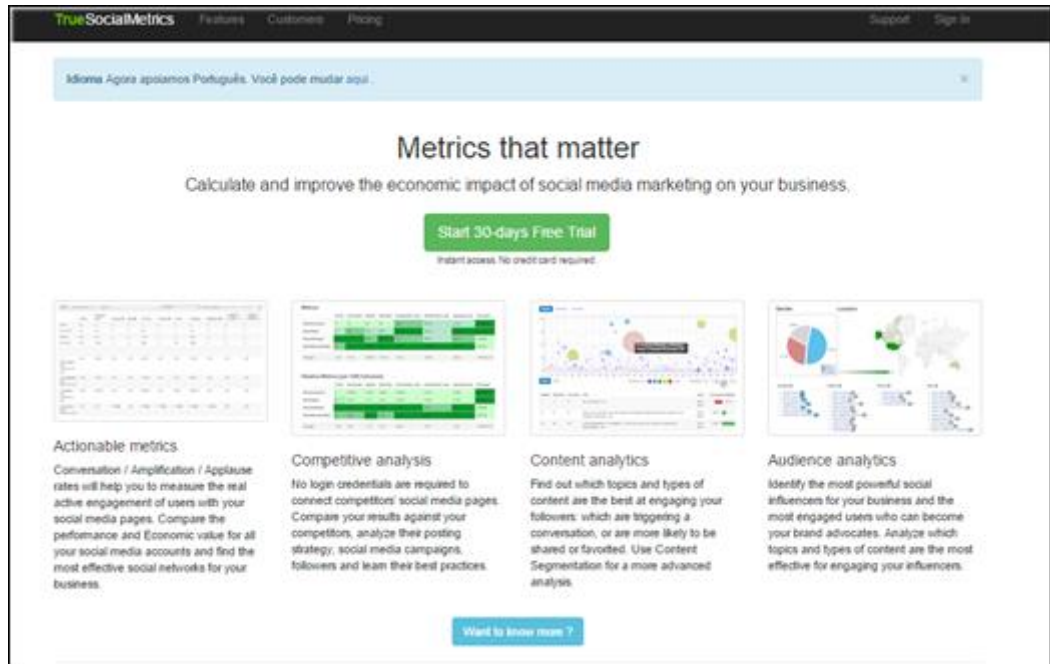 TrueSocialMetrics Features Customers Pricing Support Sign In
Idioma Agora apoiamos Português. Você pode mudar aqui . ×
Metrics that matter
Calculate and improve the economic impact of social media marketing on your business.
Start 30-days Free Trial
Instant access. No credit card required
Actionable metrics
Conversation / Amplification / Applause
rates will help you to measure the real
active engagement of users with your
social media pages. Compare the
performance and Economic value for all
your social media accounts and find the
most effective social networks for your
business.
Competitive analysis
No login credentials are required to
connect competitors' social media pages.
Compare your results against your
competitors, analyze their posting
strategy, social media campaigns,
followers and learn their best practices.
Content analytics
Find out which topics and types of
content are the best at engaging your
followers: which are triggering a
conversation, or are more likely to be
shared or favorited. Use Content
Segmentation for a more advanced
analysis.
Audience analytics
Identify the most powerful social
influencers for your business and the
most engaged users who can become
your brand advocates. Analyze which
topics and types of content are the most
effective for engaging your influencers.
Want to know more ?